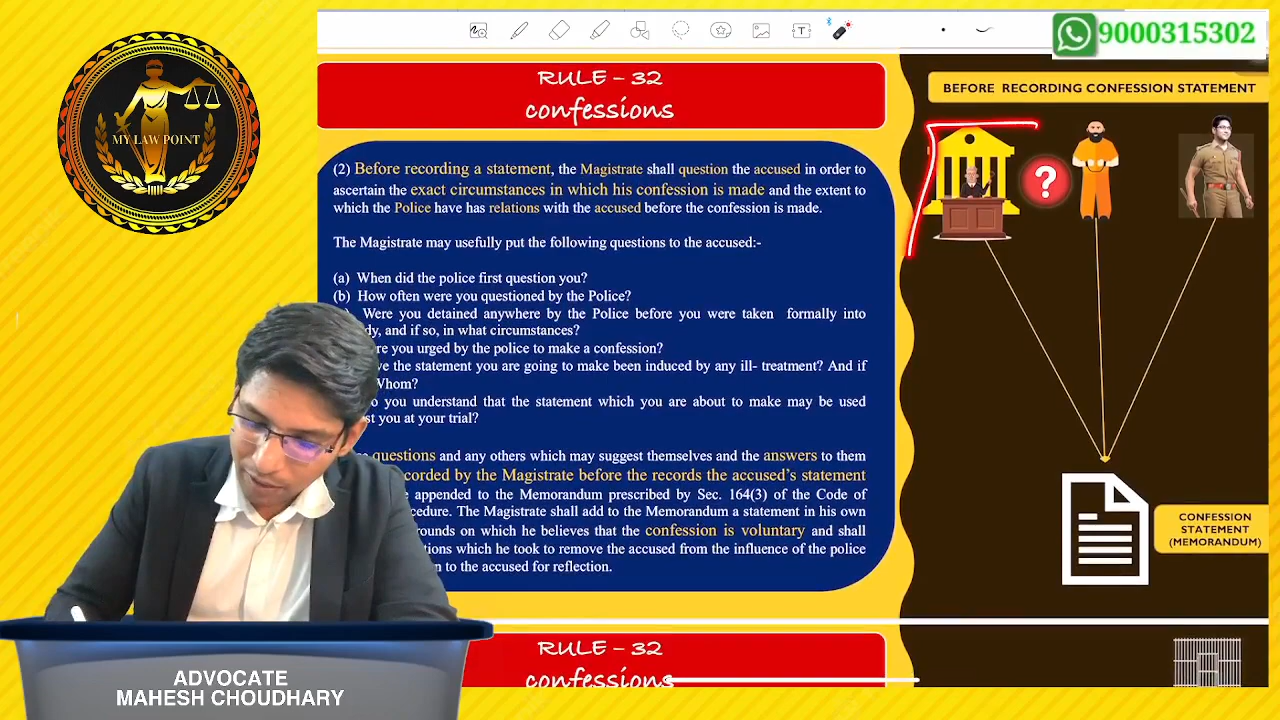 9000315302
RULE – 32
confessions
BEFORE RECORDING CONFESSION STATEMENT
MY LAW POINT
(2) Before recording a statement, the Magistrate shall question the accused in order to
ascertain the exact circumstances in which his confession is made and the extent to
which the Police have has relations with the accused before the confession is made.
The Magistrate may usefully put the following questions to the accused:-
(a) When did the police first question you?
(b) How often were you questioned by the Police?
Were you detained anywhere by the Police before you were taken formally into
and if so, in what circumstances?
you urged by the police to make a confession?
the statement you are going to make been induced by any ill- treatment? And if
Whom?
you understand that the statement which you are about to make may be used
you at your trial?
questions and any others which may suggest themselves and the answers to them
by the Magistrate before the records the accused's statement
appended to the Memorandum prescribed by Sec. 164(3) of the Code of
The Magistrate shall add to the Memorandum a statement in his own
on which he believes that the confession is voluntary and shall
which he took to remove the accused from the influence of the police
to the accused for reflection.
?
CONFESSION
STATEMENT
(MEMORANDUM)
RULE – 32
confessions
ADVOCATE
MAHESH CHOUDHARY